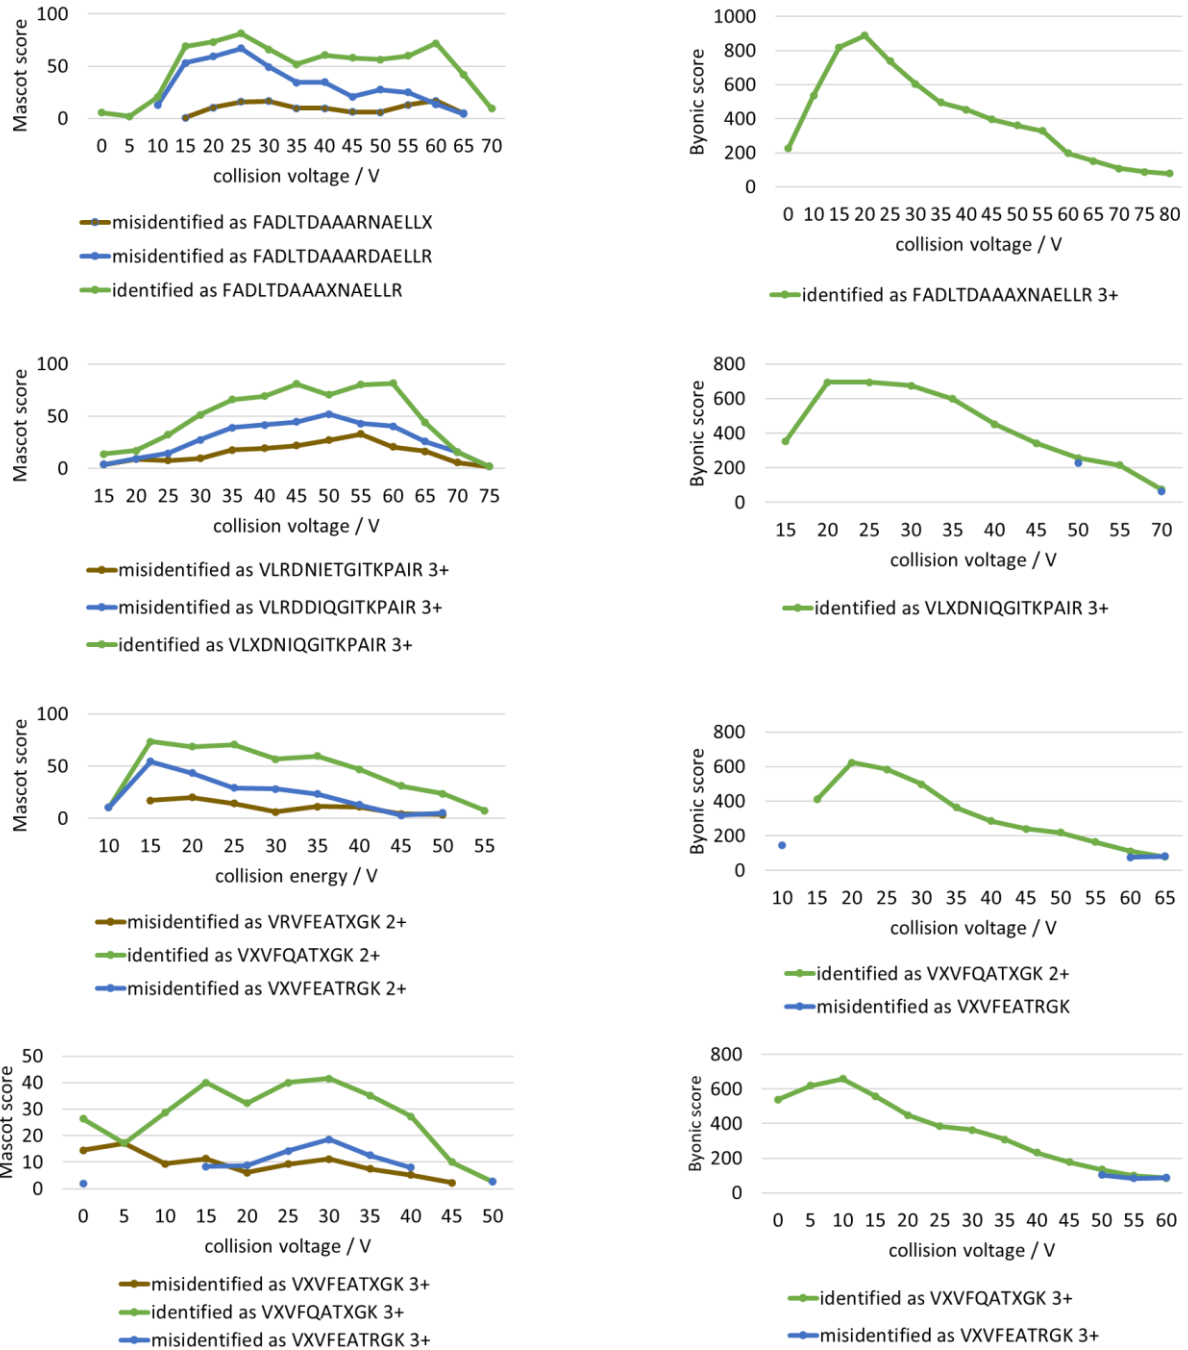 Mascot score
100
50
0
0 5 10 15 20 25 30 35 40 45 50 55 60 65 70
collision voltage / V
misidentified as FADLTDAAARNAELLX
misidentified as FADLTDAAARDAELLR
identified as FADLTDAAAXNAELLR
Byonic score
1000
800
600
400
200
0
0 10 15 20 25 30 35 40 45 50 55 60 65 70 75 80
collision voltage / V
identified as FADLTDAAAXNAELLR 3+
Mascot score
100
50
0
15 20 25 30 35 40 45 50 55 60 65 70 75
collision voltage / V
misidentified as VLRDNIETGITKPAIR 3+
misidentified as VLRDDIQGITKPAIR 3+
identified as VLXDNIQGITKPAIR 3+
Byonic score
800
600
400
200
0
15 20 25 30 35 40 45 50 55 70
collision voltage / V
identified as VLXDNIQGITKPAIR 3+
Mascot score
100
50
0
10 15 20 25 30 35 40 45 50 55
collision energy / V
misidentified as VRVFEATXGK 2+
identified as VXVFQATXGK 2+
misidentified as VXVFEATRGK 2+
Byonic score
800
600
400
200
0
10 15 20 25 30 35 40 45 50 55 60 65
collision voltage / V
identified as VXVFQATXGK 2+
misidentified as VXVFEATRGK
Mascot score
50
40
30
20
10
0
0 5 10 15 20 25 30 35 40 45 50
collision voltage / V
misidentified as VXVFEATXGK 3+
identified as VXVFQATXGK 3+
misidentified as VXVFEATRGK 3+
Byonic score
800
600
400
200
0
0 5 10 15 20 25 30 35 40 45 50 55 60
collision voltage / V
identified as VXVFQATXGK 3+
misidentified as VXVFEATRGK 3+